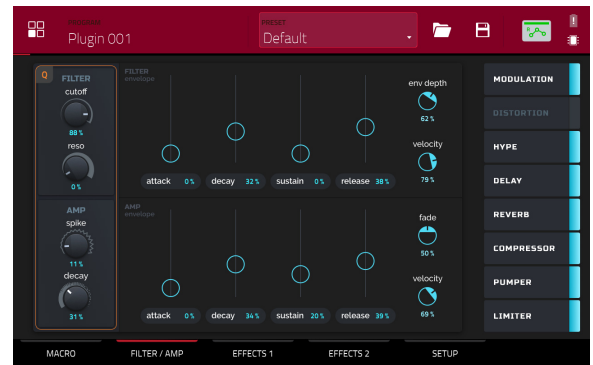 PROGRAM
Plugin 001
PRESET
Default
Q
FILTER
cutoff
88 %
reso
0 %
FILTER
envelope
attack 0 %
decay 32 %
sustain 0 %
release 38 %
env depth
62 %
velocity
79 %
AMP
spike
11 %
decay
31 %
AMP
envelope
attack 0 %
decay 34 %
sustain 20 %
release 39 %
fade
50 %
velocity
69 %
MODULATION
DISTORTION
HYPE
DELAY
REVERB
COMPRESSOR
PUMPER
LIMITER
MACRO
FILTER / AMP
EFFECTS 1
EFFECTS 2
SETUP